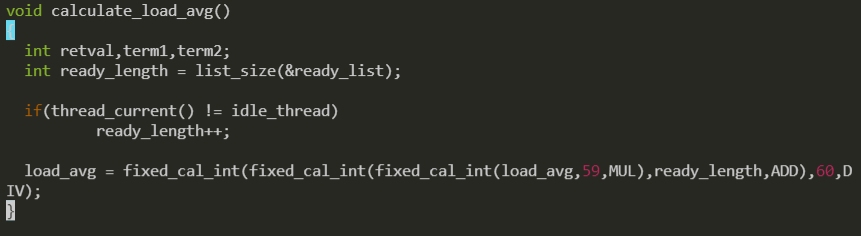 void calculate_load_avg()
{
  int retval,term1,term2;
  int ready_length = list_size(&ready_list);

  if(thread_current() != idle_thread)
          ready_length++;

  load_avg = fixed_cal_int(fixed_cal_int(fixed_cal_int(load_avg,59,MUL),ready_length,ADD),60,D
IV);
}